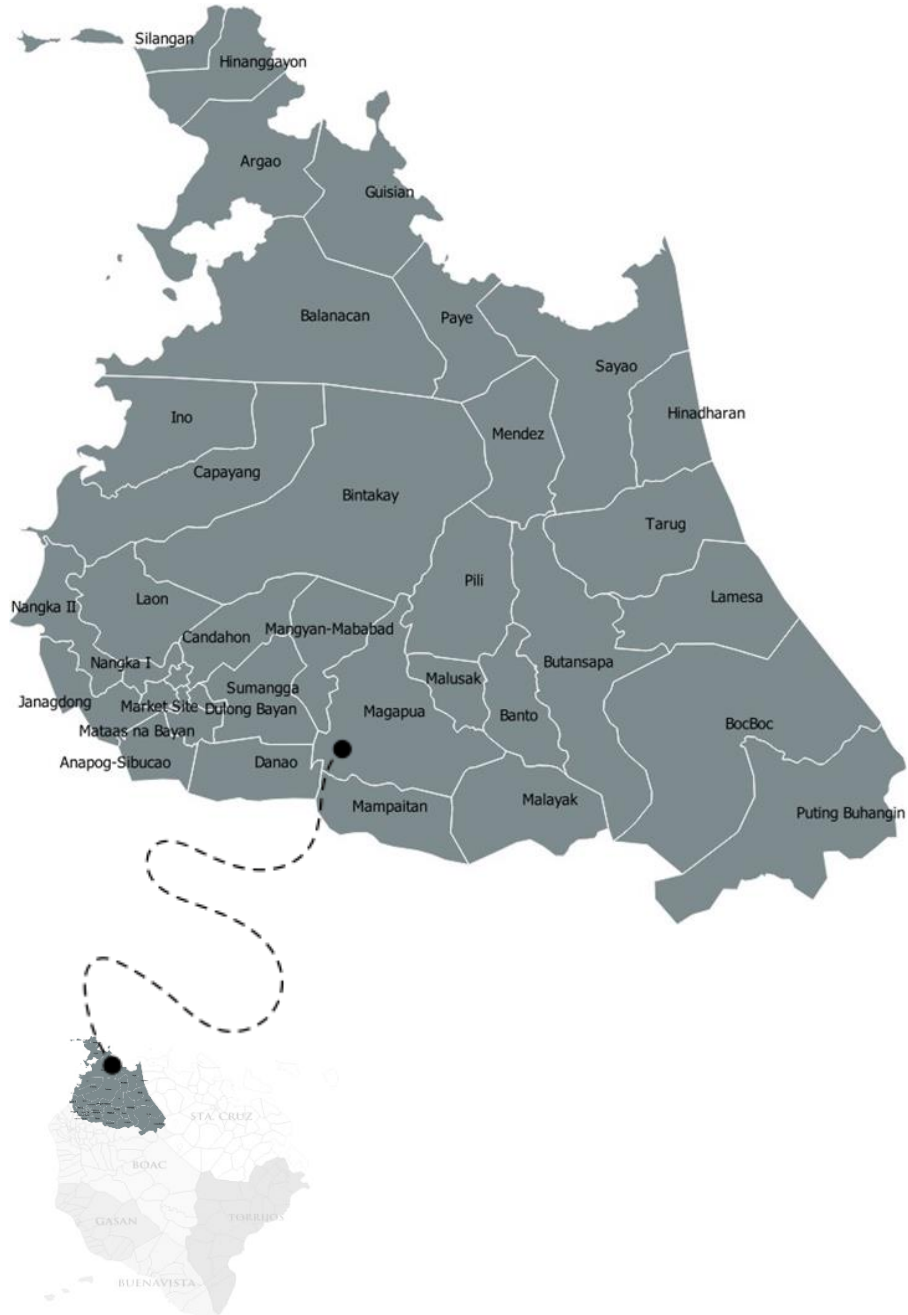 Silangan
Hinanggayon
Argao
Guisian
Balanacan
Paye
Sayao
Ino
Hinadharan
Mendez
Capayang
Bintakay
Tarug
Pili
Laon
Lamesa
Nangka II
Candahon
Mangyan-Mababad
Nangka I
Butansapa
Malusak
Sumangga
Janagdong
Market Site
Dulong Bayan
Magapua
Banto
BocBoc
Mataas na Bayan
Anapog-Sibucao
Danao
Mampaitan
Malayak
Puting Buhangin
STA. CRUZ
BOAC
GASAN
TORRIJOS
BUENAVISTA